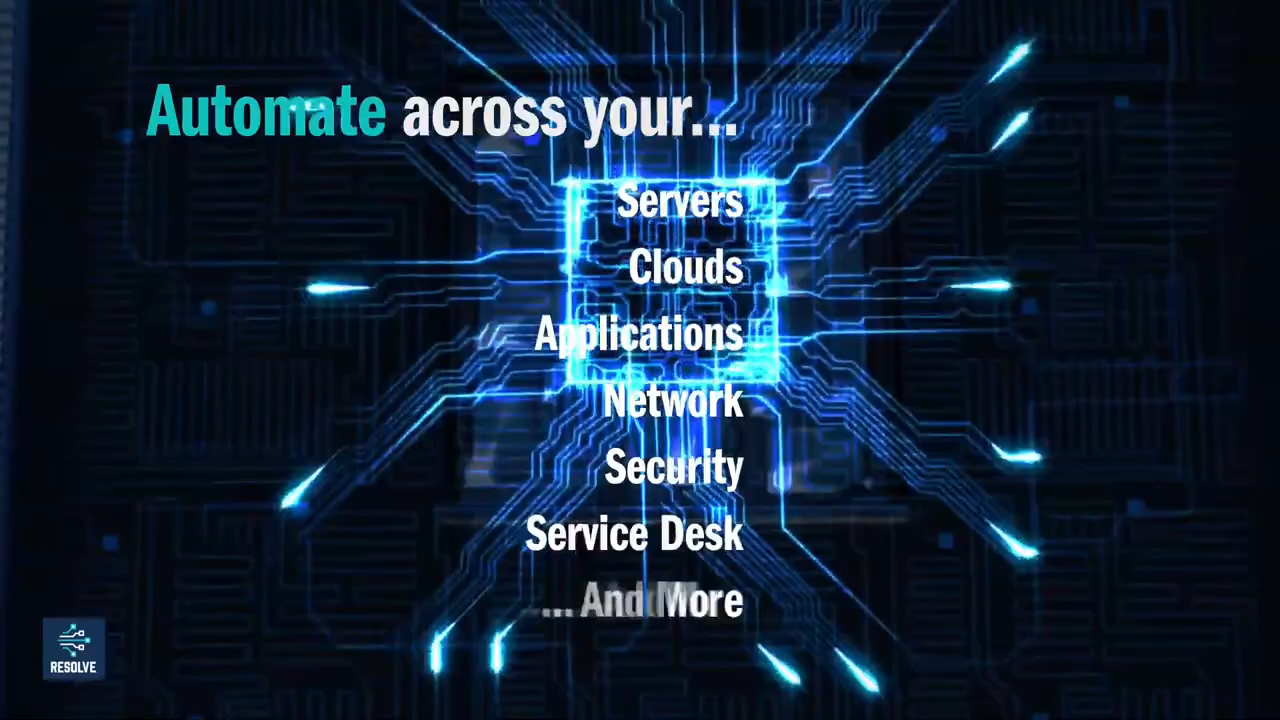 Automate across your...
Servers
Clouds
Applications
Network
Security
Service Desk
... And More
RESOLVE